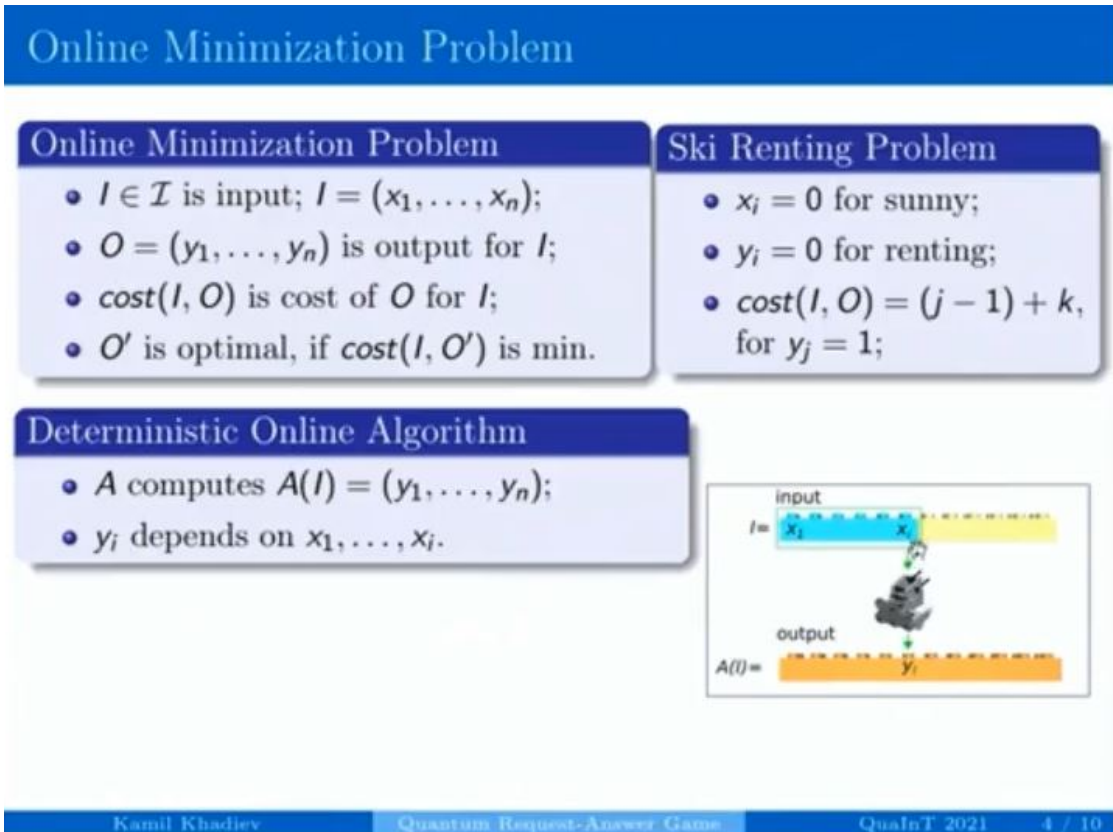 Online Minimization Problem
Online Minimization Problem
• I ∈ ℐ is input; I = (x₁, . . . , xₙ);
• O = (y₁, . . . , yₙ) is output for I;
• cost(I, O) is cost of O for I;
• O′ is optimal, if cost(I, O′) is min.
Ski Renting Problem
• xᵢ = 0 for sunny;
• yᵢ = 0 for renting;
• cost(I, O) = (j − 1) + k,
for yⱼ = 1;
Deterministic Online Algorithm
• A computes A(I) = (y₁, . . . , yₙ);
• yᵢ depends on x₁, . . . , xᵢ.
input
I= x₁ xᵢ
output
A(I)= yᵢ
Kamil Khadiev Quantum Request-Answer Game QuaInT 2021 4 / 10